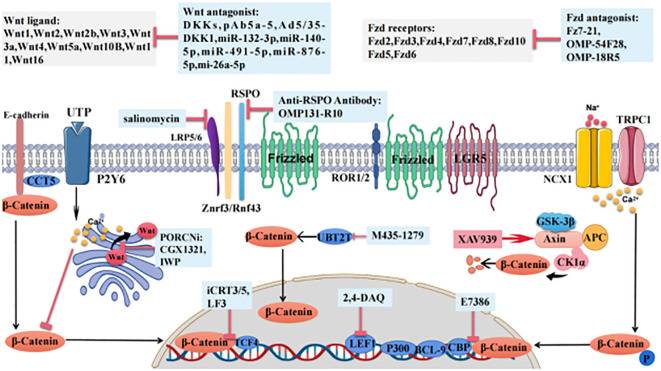 Wnt ligand:
Wnt1,Wnt2,Wnt2b,Wnt3,Wnt
3a,Wnt4,Wnt5a,Wnt10B,Wnt1
1,Wnt16
Wnt antagonist:
DKKs,pAb5a-5,Ad5/35-
DKK1,miR-132-3p,miR-140-
5p,miR-491-5p,miR-876-
5p,mi-26a-5p
Fzd receptors:
Fzd2,Fzd3,Fzd4,Fzd7,Fzd8,Fzd10
Fzd5,Fzd6
Fzd antagonist:
Fz7-21,
OMP-54F28,
OMP-18R5
E-cadherin
UTP
salinomycin
RSPO
Anti-RSPO Antibody:
OMP131-R10
Na⁺
TRPC1
LRP5/6
Frizzled
Frizzled
LGR5
CCT5
P2Y6
ROR1/2
NCX1
Znrf3/Rnf43
Ca²⁺
β-Catenin
Ca²⁺
Wnt
Wnt
PORCNi:
CGX1321,
IWP
β-Catenin
UBT2T
M435-1279
GSK-3β
XAV939
Axin
APC
β-Catenin
CK1α
iCRT3/5,
LF3
2,4-DAQ
E7386
β-Catenin
β-Catenin
β-Catenin
TCF4
LEF1
P300
BCL-9
CBP
β-Catenin
β-Catenin
P